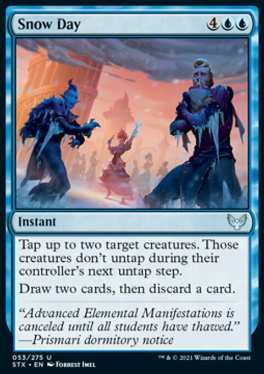 Snow Day 4
Instant
Tap up to two target creatures. Those
creatures don't untap during their
controller's next untap step.
Draw two cards, then discard a card.
"Advanced Elemental Manifestations is
canceled until all students have thawed."
—Prismari dormitory notice
053/275 U
STX • EN Forrest Imel
™ & © 2021 Wizards of the Coast